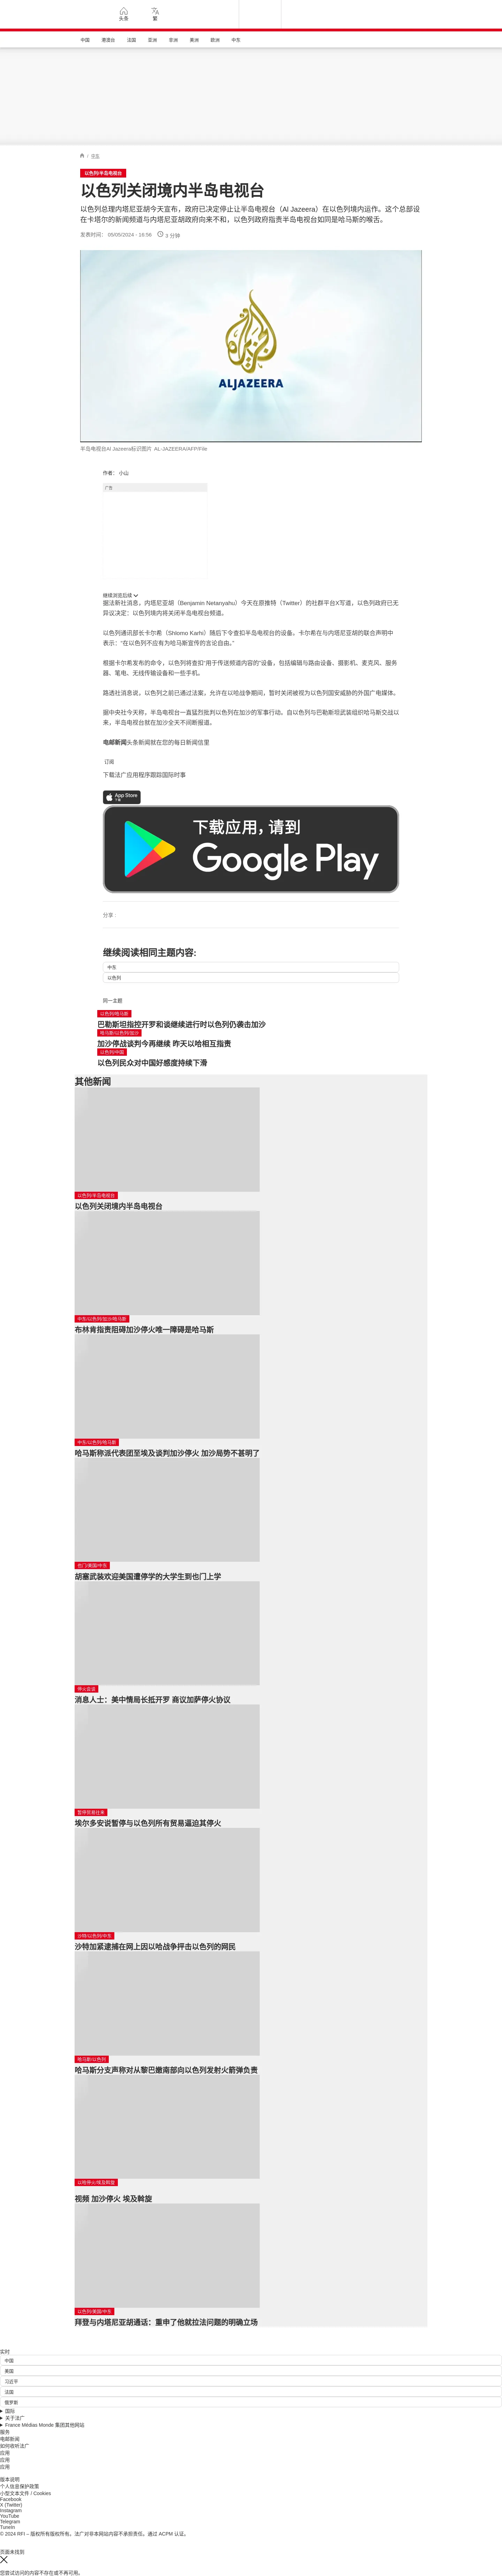 头条
繁
中国
港澳台
法国
亚洲
非洲
美洲
欧洲
中东
/ 中东
以色列/半岛电视台
以色列关闭境内半岛电视台
以色列总理内塔尼亚胡今天宣布，政府已决定停止让半岛电视台（Al Jazeera）在以色列境内运作。这个总部设
在卡塔尔的新闻频道与内塔尼亚胡政府向来不和，以色列政府指责半岛电视台如同是哈马斯的喉舌。
发表时间： 05/05/2024 - 16:56
3 分钟
ALJAZEERA
半岛电视台Al Jazeera标识图片 AL-JAZEERA/AFP/File
作者： 小山
广告
继续浏览后续
据法新社消息，内塔尼亚胡（Benjamin Netanyahu）今天在原推特（Twitter）的社群平台X写道，以色列政府已无
异议决定：以色列境内将关闭半岛电视台频道。
以色列通讯部长卡尔希（Shlomo Karhi）随后下令查扣半岛电视台的设备。卡尔希在与内塔尼亚胡的联合声明中
表示：“在以色列不应有为哈马斯宣传的言论自由。”
根据卡尔希发布的命令，以色列将查扣“用于传送频道内容的”设备，包括编辑与路由设备、摄影机、麦克风、服务
器、笔电、无线传输设备和一些手机。
路透社消息说，以色列之前已通过法案，允许在以哈战争期间，暂时关闭被视为以色列国安威胁的外国广电媒体。
据中央社今天称，半岛电视台一直猛烈批判以色列在加沙的军事行动。自以色列与巴勒斯坦武装组织哈马斯交战以
来，半岛电视台就在加沙全天不间断报道。
电邮新闻头条新闻就在您的每日新闻信里
订阅
下载法广应用程序跟踪国际时事
App Store
下载
下载应用，请到
Google Play
分享 :
继续阅读相同主题内容:
中东
以色列
同一主题
以色列/哈马斯
巴勒斯坦指控开罗和谈继续进行时以色列仍袭击加沙
哈马斯/以色列/加沙
加沙停战谈判今再继续 昨天以哈相互指责
以色列/中国
以色列民众对中国好感度持续下滑
其他新闻
以色列/半岛电视台
以色列关闭境内半岛电视台
中东/以色列/加沙/哈马斯
布林肯指责阻碍加沙停火唯一障碍是哈马斯
中东/以色列/哈马斯
哈马斯称派代表团至埃及谈判加沙停火 加沙局势不甚明了
也门/美国/中东
胡塞武装欢迎美国遭停学的大学生到也门上学
停火会谈
消息人士：美中情局长抵开罗 商议加萨停火协议
暂停贸易往来
埃尔多安说暂停与以色列所有贸易逼迫其停火
沙特/以色列/中东
沙特加紧逮捕在网上因以哈战争抨击以色列的网民
哈马斯/以色列
哈马斯分支声称对从黎巴嫩南部向以色列发射火箭弹负责
以哈停火/埃及斡旋
视频 加沙停火 埃及斡旋
以色列/美国/中东
拜登与内塔尼亚胡通话：重申了他就拉法问题的明确立场
实时
中国
美国
习近平
法国
俄罗斯
国际
关于法广
France Médias Monde 集团其他网站
服务
电邮新闻
如何收听法广
应用
应用
应用
版本说明
个人信息保护政策
小型文本文件 / Cookies
Facebook
X (Twitter)
Instagram
YouTube
Telegram
TuneIn
© 2024 RFI – 版权所有版权所有。法广对非本网站内容不承担责任。通过 ACPM 认证。
页面未找到
您尝试访问的内容不存在或不再可用。